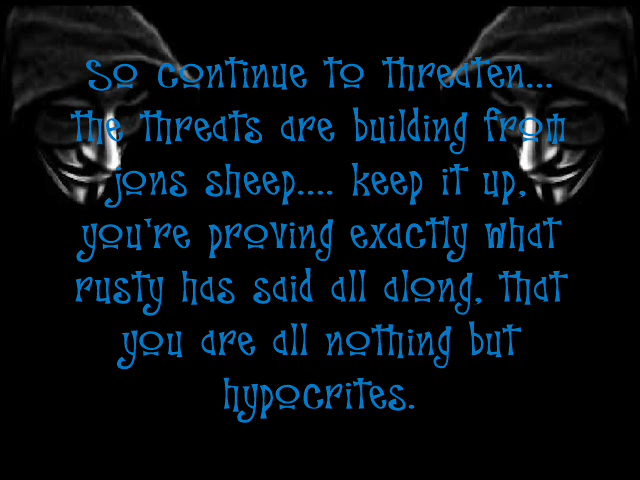 So continue to threaten...
the threats are building from
jons sheep.... keep it up,
you're proving exactly what
rusty has said all along, that
you are all nothing but
hypocrites.